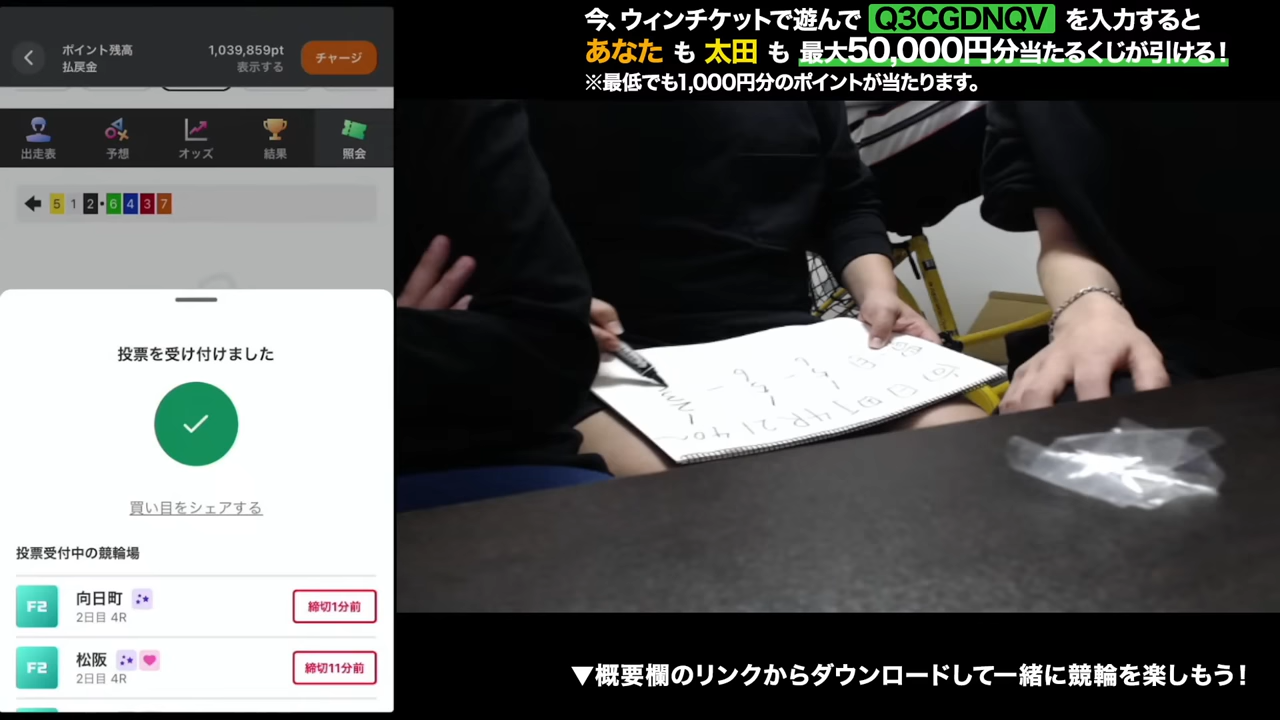 今、ウィンチケットで遊んで Q3CGDNQV を入力すると
あなた も 太田 も 最大50,000円分当たるくじが引ける!
※最低でも1,000円分のポイントが当たります。
ポイント残高 1,039,859pt
払戻金 表示する
チャージ
出走表 予想 オッズ 結果 照会
5 1 2・6 4 3 7
投票を受け付けました
買い目をシェアする
投票受付中の競輪場
F2 向日町
2日目 4R
締切1分前
F2 松阪
2日目 4R
締切11分前
▼概要欄のリンクからダウンロードして一緒に競輪を楽しもう!